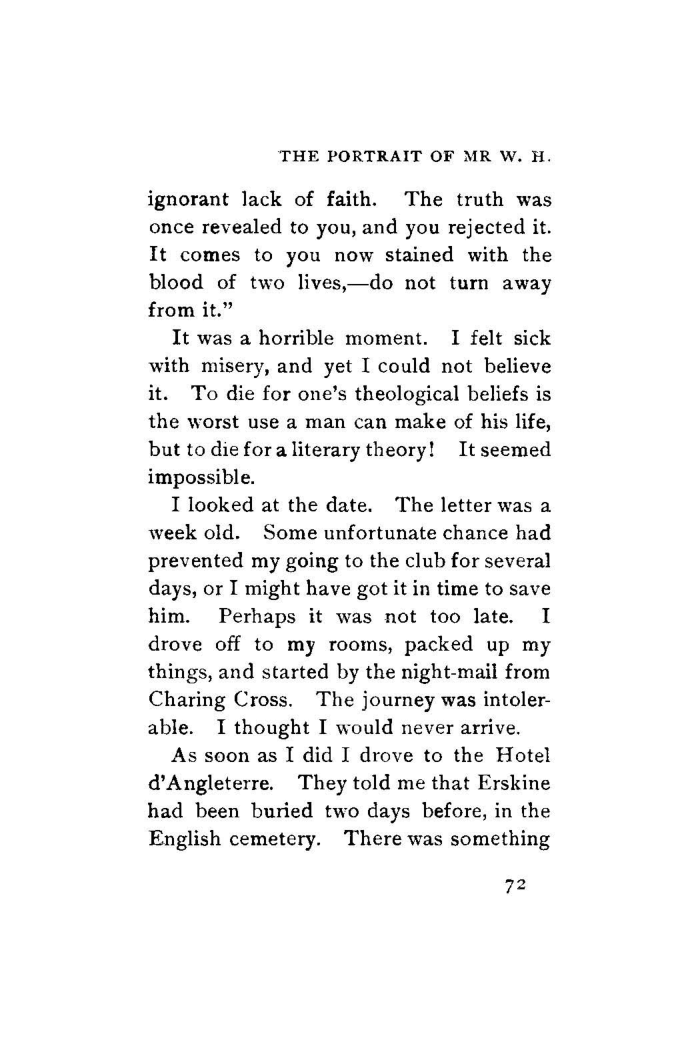 THE PORTRAIT OF MR W. H.
ignorant lack of faith. The truth was
once revealed to you, and you rejected it.
It comes to you now stained with the
blood of two lives,—do not turn away
from it.”
It was a horrible moment. I felt sick
with misery, and yet I could not believe
it. To die for one's theological beliefs is
the worst use a man can make of his life,
but to die for a literary theory! It seemed
impossible.
I looked at the date. The letter was a
week old. Some unfortunate chance had
prevented my going to the club for several
days, or I might have got it in time to save
him. Perhaps it was not too late. I
drove off to my rooms, packed up my
things, and started by the night-mail from
Charing Cross. The journey was intoler-
able. I thought I would never arrive.
As soon as I did I drove to the Hotel
d'Angleterre. They told me that Erskine
had been buried two days before, in the
English cemetery. There was something
72